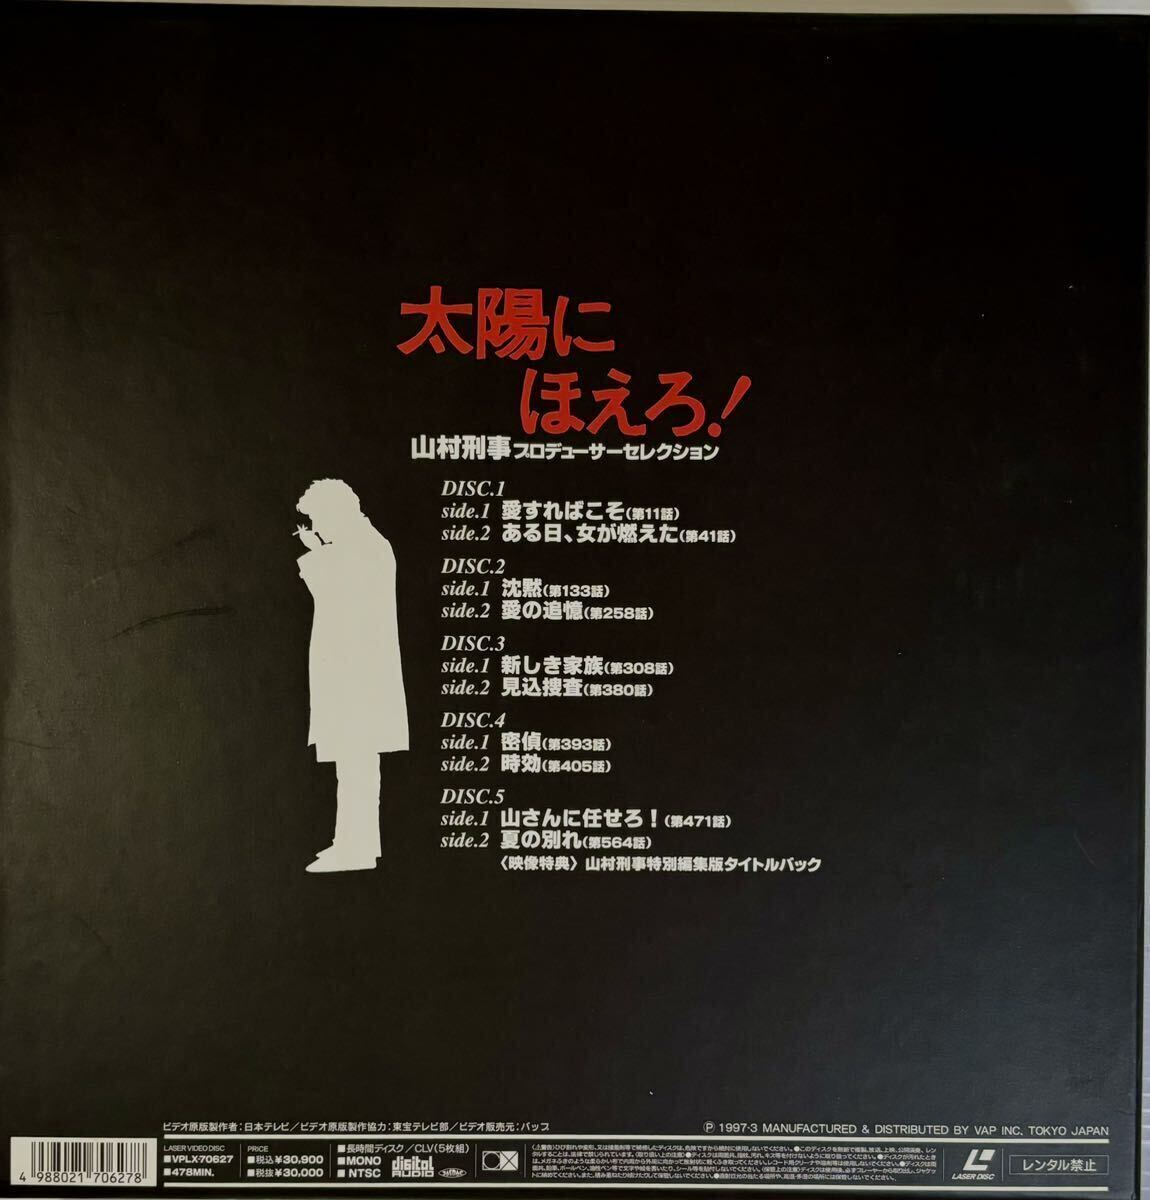 太陽に
ほえろ!
山村刑事プロデューサーセレクション
DISC.1
side.1 愛すればこそ(第11話)
side.2 ある日、女が燃えた(第41話)
DISC.2
side.1 沈黙(第133話)
side.2 愛の追憶(第258話)
DISC.3
side.1 新しき家族(第308話)
side.2 見込捜査(第380話)
DISC.4
side.1 密偵(第393話)
side.2 時効(第405話)
DISC.5
side.1 山さんに任せろ!(第471話)
side.2 夏の別れ(第564話)
〈映像特典〉山村刑事特別編集版タイトルバック
ビデオ原版製作者:日本テレビ/ビデオ原版製作協力:東宝テレビ部/ビデオ販売元:バップ
Ⓟ 1997・3 MANUFACTURED & DISTRIBUTED BY VAP INC. TOKYO JAPAN
4 988021 706278
LASER VIDEO DISC
■VPLX-70627
■478MIN.
PRICE
■税込¥30,900
■税抜¥30,000
■長時間ディスク/CLV(5枚組)
■MONO
■NTSC
digital AUDIO
LASER DISC
レンタル禁止